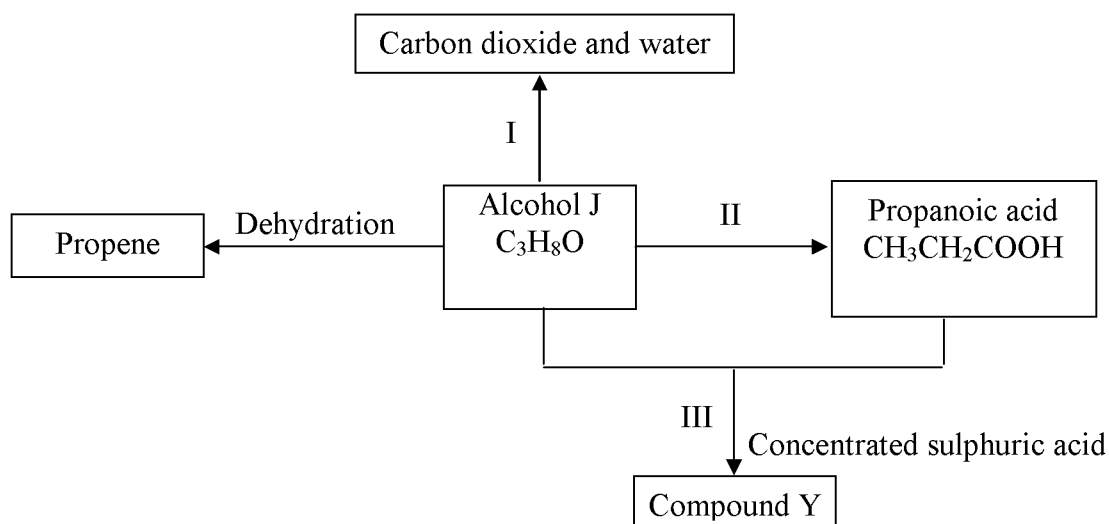 Carbon dioxide and water
I
Alcohol J
C₃H₈O
Dehydration
II
Propanoic acid
CH₃CH₂COOH
Propene
III
Concentrated sulphuric acid
Compound Y